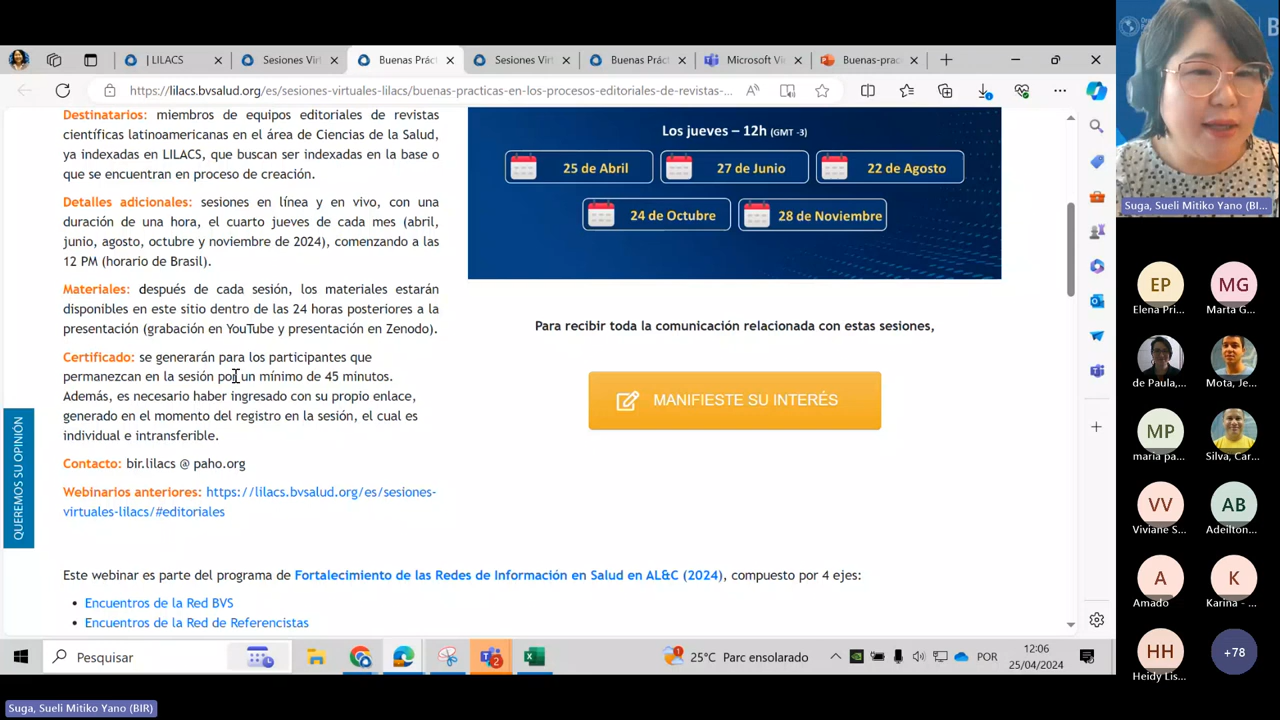 | LILACS
Sesiones Virt
Buenas Práct
Sesiones Virt
Buenas Práct
Microsoft Vi
Buenas-prac
https://lilacs.bvsalud.org/es/sesiones-virtuales-lilacs/buenas-practicas-en-los-procesos-editoriales-de-revistas-...
Destinatarios: miembros de equipos editoriales de revistas
científicas latinoamericanas en el área de Ciencias de la Salud,
ya indexadas en LILACS, que buscan ser indexadas en la base o
que se encuentran en proceso de creación.
Detalles adicionales: sesiones en línea y en vivo, con una
duración de una hora, el cuarto jueves de cada mes (abril,
junio, agosto, octubre y noviembre de 2024), comenzando a las
12 PM (horario de Brasil).
Materiales: después de cada sesión, los materiales estarán
disponibles en este sitio dentro de las 24 horas posteriores a la
presentación (grabación en YouTube y presentación en Zenodo).
Certificado: se generarán para los participantes que
permanezcan en la sesión por un mínimo de 45 minutos.
Además, es necesario haber ingresado con su propio enlace,
generado en el momento del registro en la sesión, el cual es
individual e intransferible.
Contacto: bir.lilacs @ paho.org
Webinarios anteriores: https://lilacs.bvsalud.org/es/sesiones-
virtuales-lilacs/#editoriales
Los jueves – 12h (GMT -3)
25 de Abril
27 de Junio
22 de Agosto
24 de Octubre
28 de Noviembre
Para recibir toda la comunicación relacionada con estas sesiones,
MANIFIESTE SU INTERÉS
QUEREMOS SU OPINIÓN
Este webinar es parte del programa de Fortalecimiento de las Redes de Información en Salud en AL&C (2024), compuesto por 4 ejes:
• Encuentros de la Red BVS
• Encuentros de la Red de Referencistas
Pesquisar
2
25°C Parc ensolarado
POR
12:06
25/04/2024
Suga, Sueli Mitiko Yano (BIR)
Suga, Sueli Mitiko Yano (BI...
EP
Elena Pri...
MG
Marta G...
de Paula,...
Mota, Je...
MP
maria pa...
Silva, Car...
VV
Viviane S...
AB
Adeilton...
A
Amado
K
Karina - ...
HH
Heidy Lis...
+78